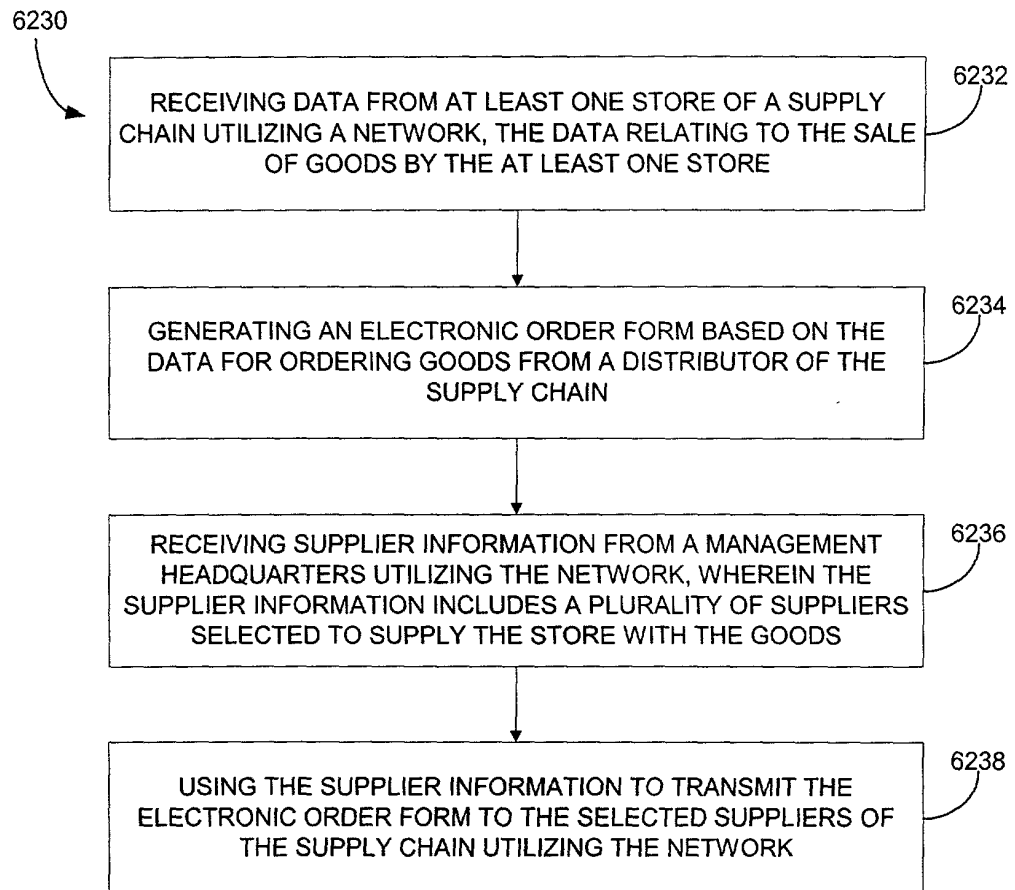 6230
6232
RECEIVING DATA FROM AT LEAST ONE STORE OF A SUPPLY
CHAIN UTILIZING A NETWORK, THE DATA RELATING TO THE SALE
OF GOODS BY THE AT LEAST ONE STORE
6234
GENERATING AN ELECTRONIC ORDER FORM BASED ON THE
DATA FOR ORDERING GOODS FROM A DISTRIBUTOR OF THE
SUPPLY CHAIN
6236
RECEIVING SUPPLIER INFORMATION FROM A MANAGEMENT
HEADQUARTERS UTILIZING THE NETWORK, WHEREIN THE
SUPPLIER INFORMATION INCLUDES A PLURALITY OF SUPPLIERS
SELECTED TO SUPPLY THE STORE WITH THE GOODS
6238
USING THE SUPPLIER INFORMATION TO TRANSMIT THE
ELECTRONIC ORDER FORM TO THE SELECTED SUPPLIERS OF
THE SUPPLY CHAIN UTILIZING THE NETWORK